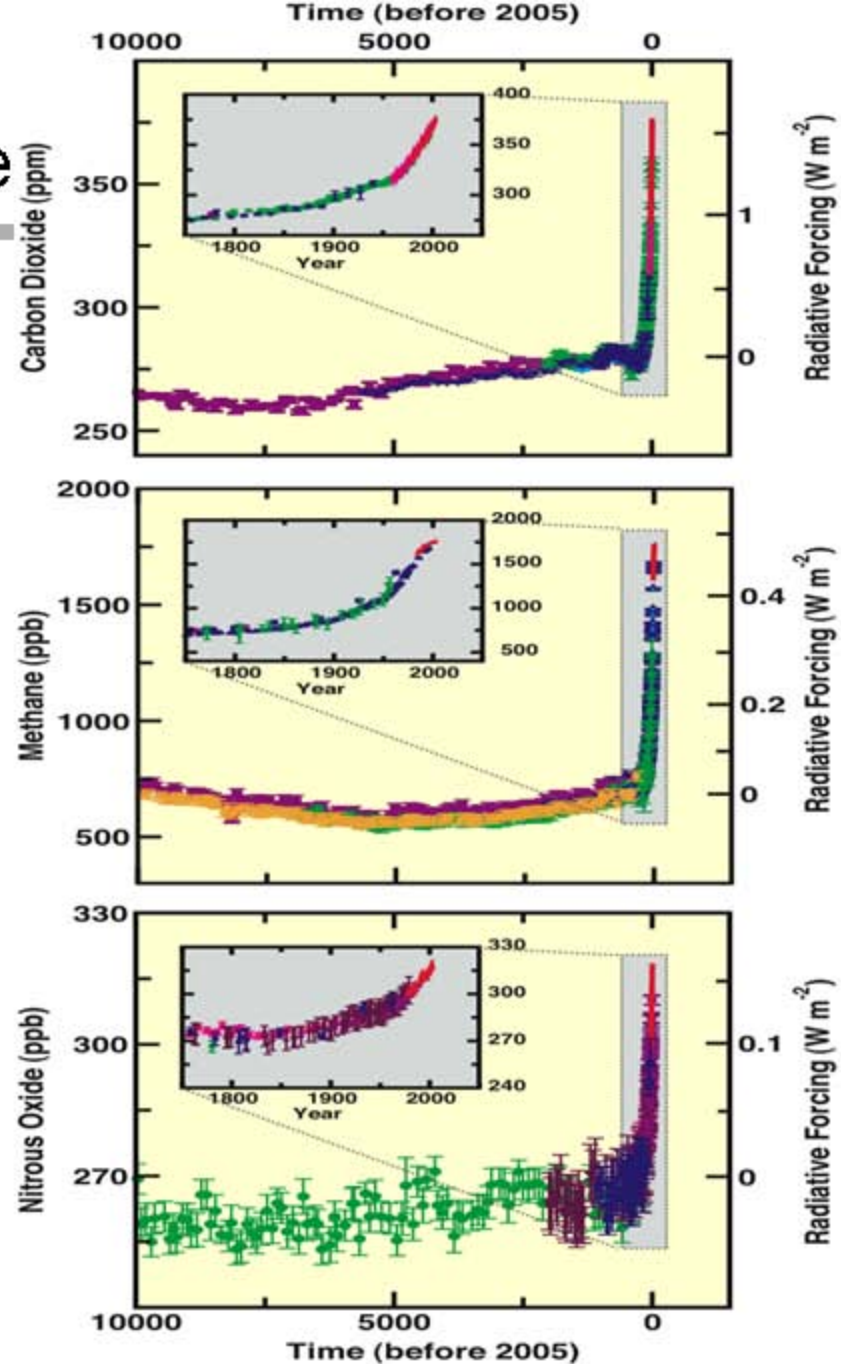 Time (before 2005)
10000 5000 0
e
Carbon Dioxide (ppm)
350
300
250
400
350
300
1800 1900 2000
Year
1
0
Radiative Forcing (W m-2)
Methane (ppb)
2000
1500
1000
500
2000
1500
1000
500
1800 1900 2000
Year
0.4
0.2
0
Radiative Forcing (W m-2)
Nitrous Oxide (ppb)
330
300
270
330
300
270
240
1800 1900 2000
Year
0.1
0
Radiative Forcing (W m-2)
10000 5000 0
Time (before 2005)